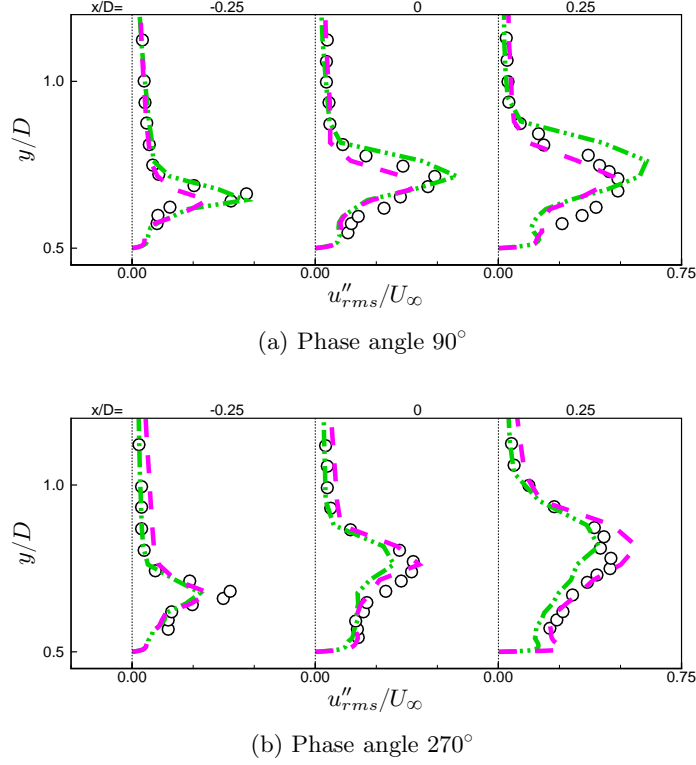 x/D= -0.25 0 0.25
1.0
y/D
0.5
0.00 0.00 0.00 0.75
u″rms/U∞
(a) Phase angle 90°
x/D= -0.25 0 0.25
1.0
y/D
0.5
0.00 0.00 0.00 0.75
u″rms/U∞
(b) Phase angle 270°